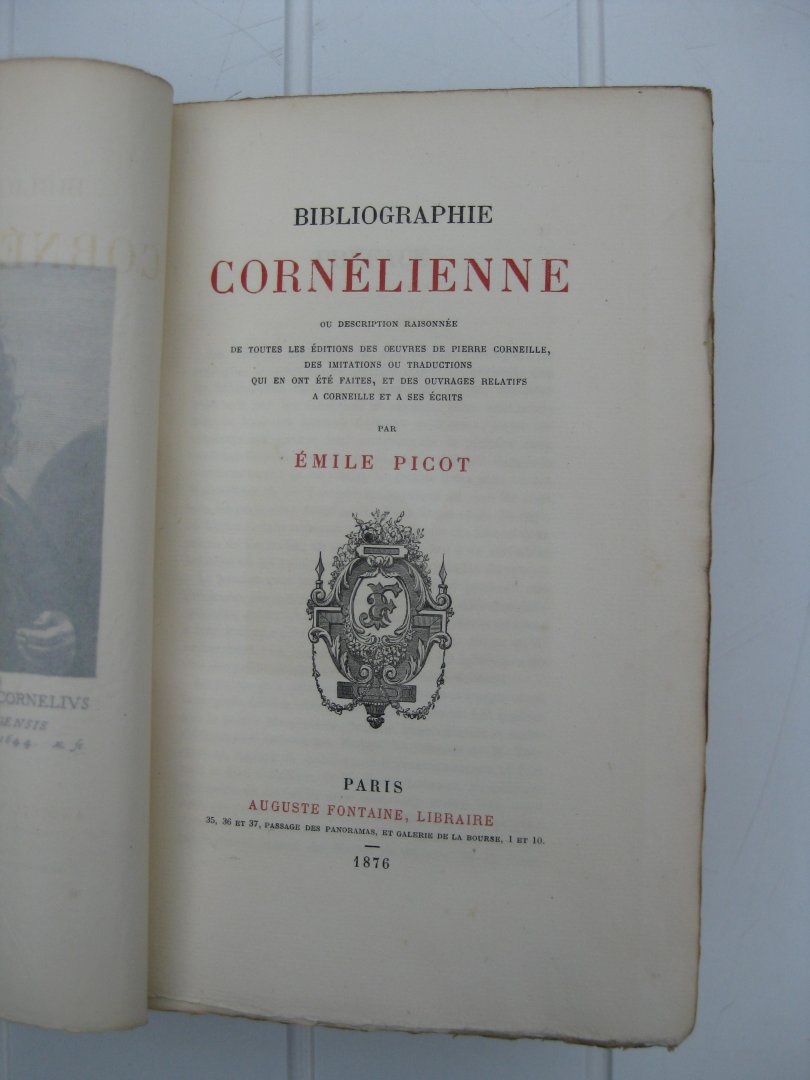 CORNELIVS
ENSIS
1644
BIBLIOGRAPHIE
CORNÉLIENNE
OU DESCRIPTION RAISONNÉE
DE TOUTES LES ÉDITIONS DES OEUVRES DE PIERRE CORNEILLE,
DES IMITATIONS OU TRADUCTIONS
QUI EN ONT ÉTÉ FAITES, ET DES OUVRAGES RELATIFS
A CORNEILLE ET A SES ÉCRITS
PAR
ÉMILE PICOT
PARIS
AUGUSTE FONTAINE, LIBRAIRE
35, 36 ET 37, PASSAGE DES PANORAMAS, ET GALERIE DE LA BOURSE, 1 ET 10.
1876